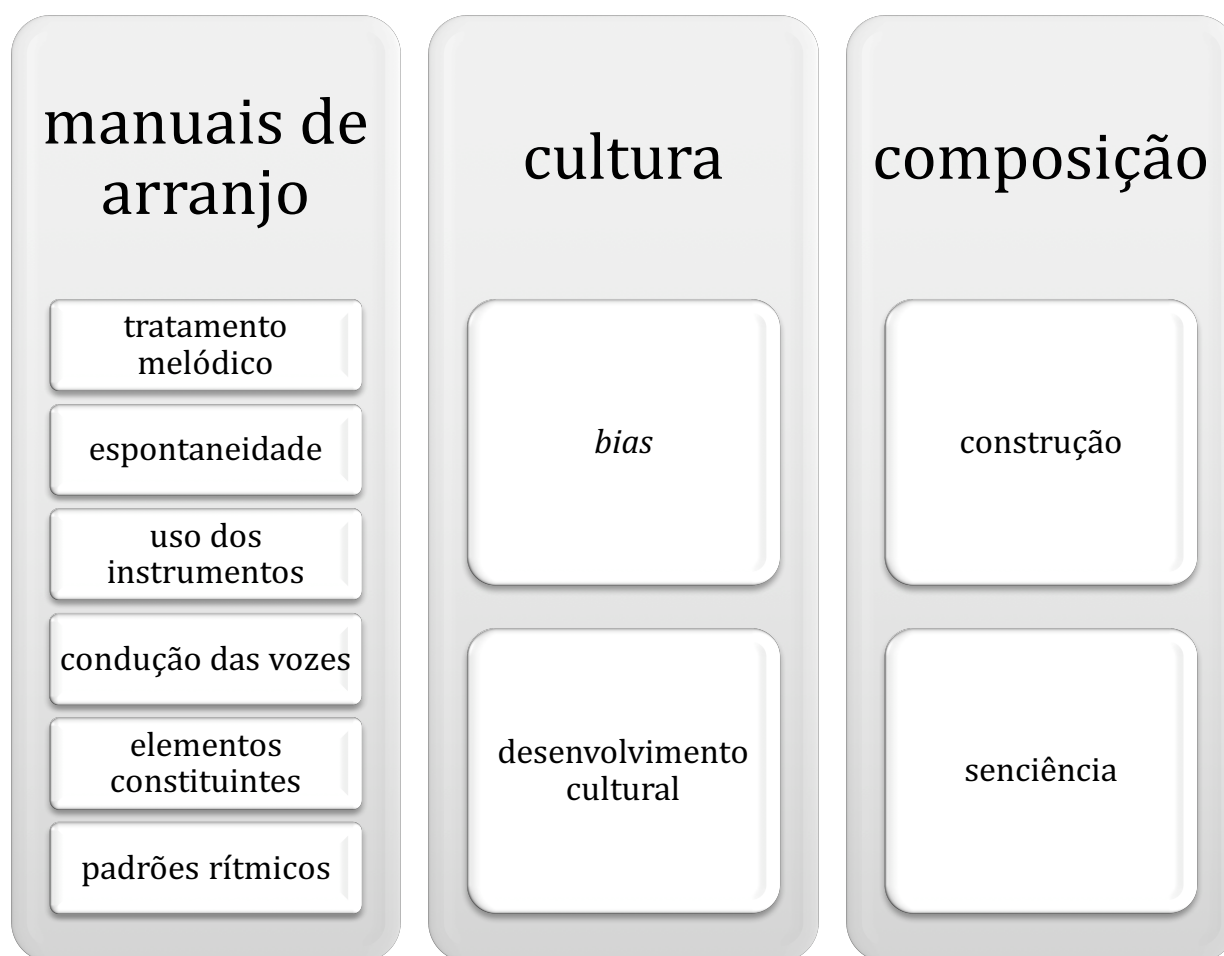 manuais de
arranjo
tratamento
melódico
espontaneidade
uso dos
instrumentos
condução das vozes
elementos
constituintes
padrões rítmicos
cultura
bias
desenvolvimento
cultural
composição
construção
senciência